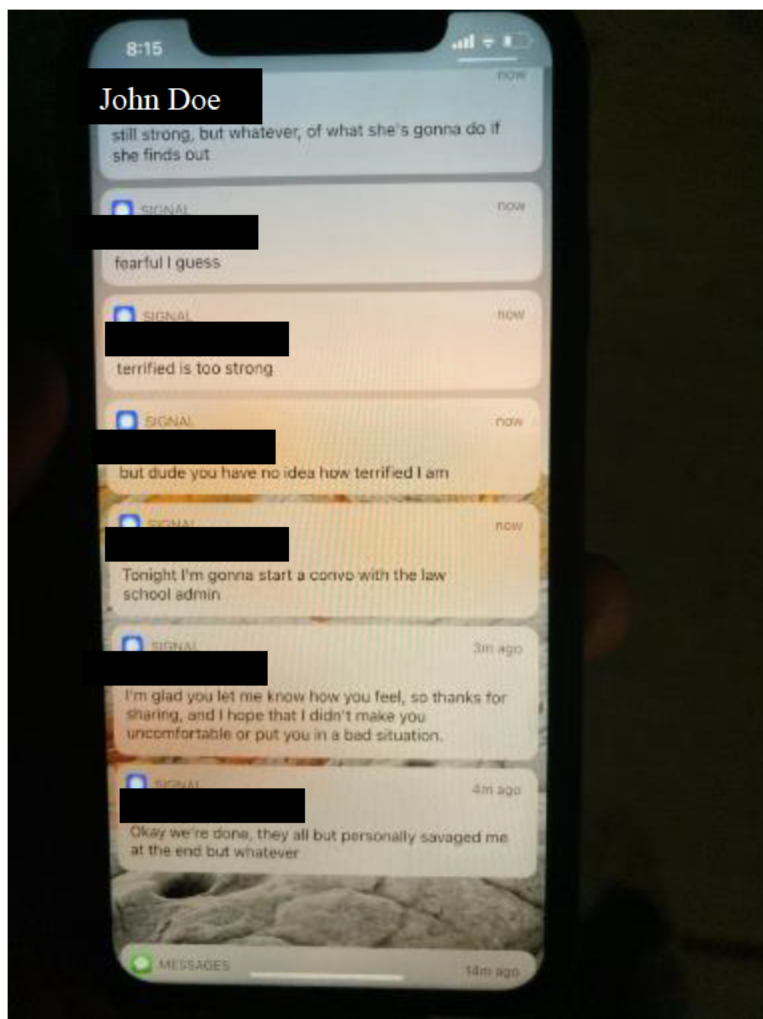 8:15
now
John Doe
still strong, but whatever, of what she's gonna do if
she finds out
SIGNAL
now
fearful I guess
SIGNAL
now
terrified is too strong
SIGNAL
now
but dude you have no idea how terrified I am
SIGNAL
now
Tonight I'm gonna start a convo with the law
school admin
SIGNAL
3m ago
I'm glad you let me know how you feel, so thanks for
sharing, and I hope that I didn't make you
uncomfortable or put you in a bad situation.
SIGNAL
4m ago
Okay we're done, they all but personally savaged me
at the end but whatever
MESSAGES
14m ago